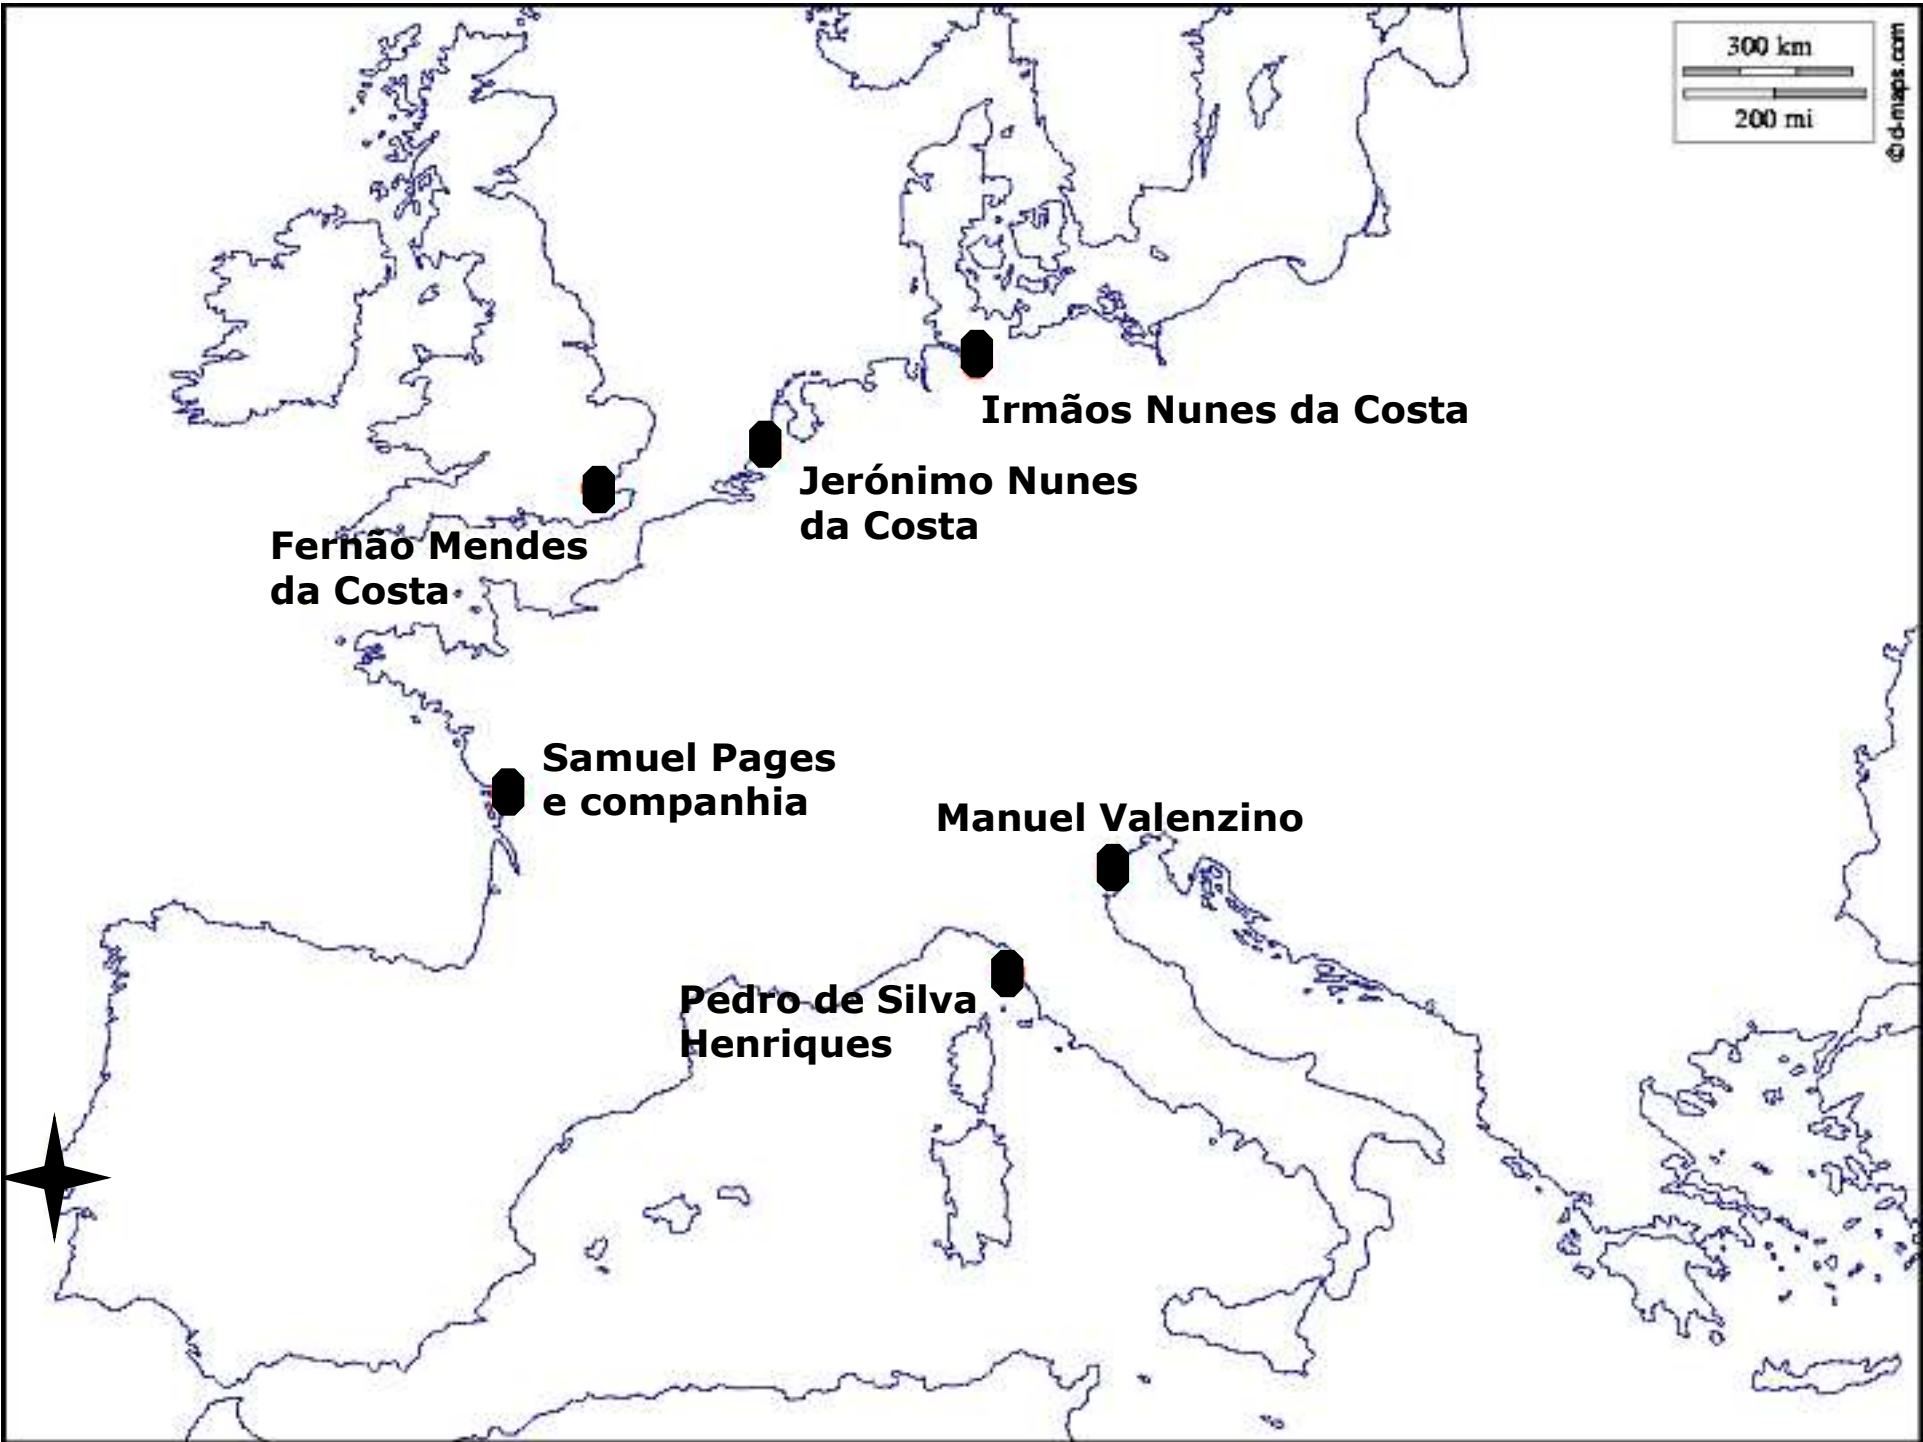 300 km
200 mi
©d-maps.com
Irmãos Nunes da Costa
Jerónimo Nunes
da Costa
Fernão Mendes
da Costa
Samuel Pages
e companhia
Manuel Valenzino
Pedro de Silva
Henriques